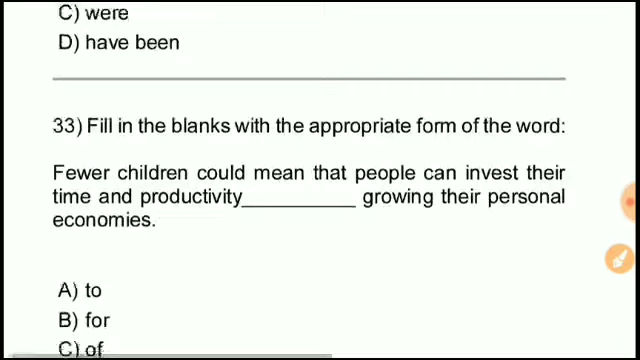 C) were
D) have been
33) Fill in the blanks with the appropriate form of the word:
Fewer children could mean that people can invest their
time and productivity__________ growing their personal
economies.
A) to
B) for
C) of